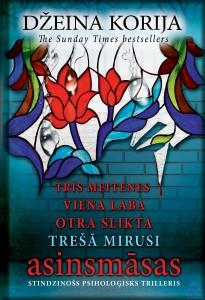 DŽEINA KORIJA
The Sunday Times bestsellers
TRĪS MEITENES
VIENA LABA
OTRA SLIKTA
TREŠĀ MIRUSI
asinsmāsas
STINDZINOŠS PSIHOLOĢISKS TRILLERIS